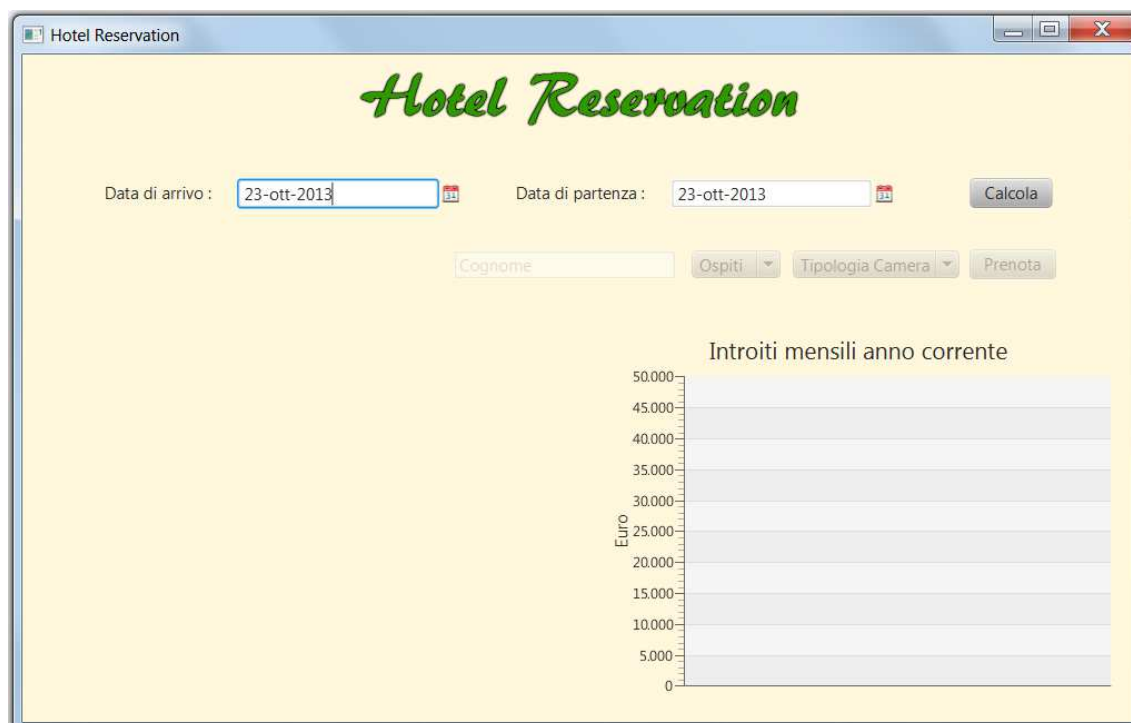 Hotel Reservation
Hotel Reservation
Data di arrivo : 23-ott-2013 Data di partenza : 23-ott-2013 Calcola
Cognome Ospiti Tipologia Camera Prenota
Introiti mensili anno corrente
50.000
45.000
40.000
35.000
30.000
Euro
25.000
20.000
15.000
10.000
5.000
0